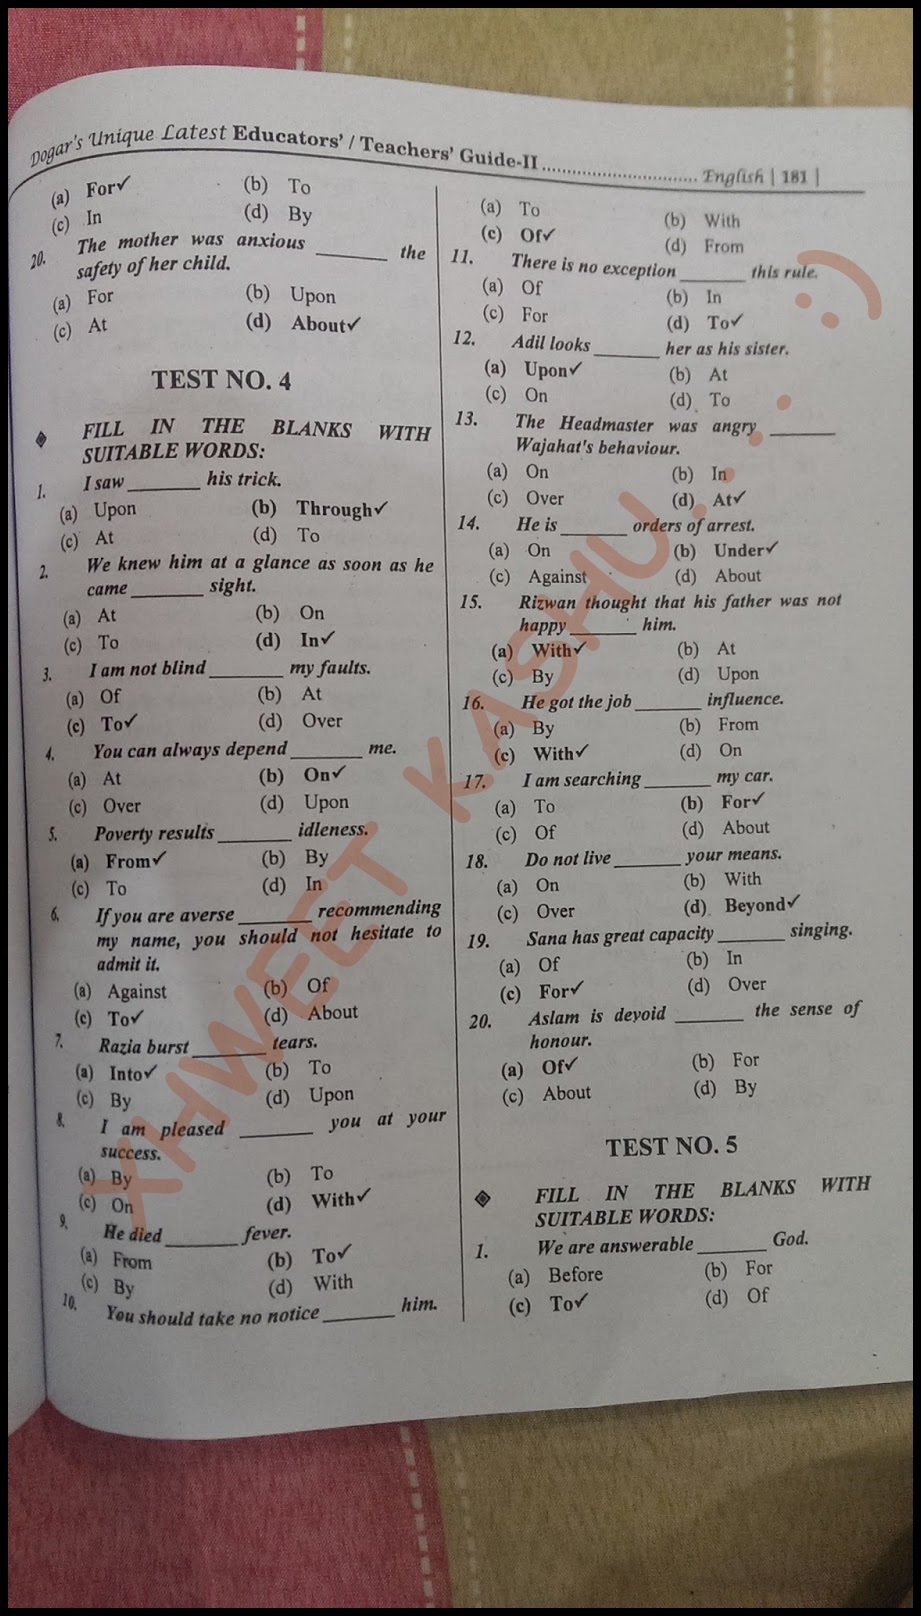 Dogar's Unique Latest Educators' / Teachers' Guide-II ................................ English | 181 |
(a) For✓ (b) To
(c) In (d) By
20. The mother was anxious _______ the
safety of her child.
(a) For (b) Upon
(c) At (d) About✓
TEST NO. 4
◈ FILL IN THE BLANKS WITH
SUITABLE WORDS:
1. I saw _______ his trick.
(a) Upon (b) Through✓
(c) At (d) To
2. We knew him at a glance as soon as he
came _______ sight.
(a) At (b) On
(c) To (d) In✓
3. I am not blind _______ my faults.
(a) Of (b) At
(c) To✓ (d) Over
4. You can always depend _______ me.
(a) At (b) On✓
(c) Over (d) Upon
5. Poverty results _______ idleness.
(a) From✓ (b) By
(c) To (d) In
6. If you are averse _______ recommending
my name, you should not hesitate to
admit it.
(a) Against (b) Of
(c) To✓ (d) About
7. Razia burst _______ tears.
(a) Into✓ (b) To
(c) By (d) Upon
8. I am pleased _______ you at your
success.
(a) By (b) To
(c) On (d) With✓
9. He died _______ fever.
(a) From (b) To✓
(c) By (d) With
10. You should take no notice _______ him.
(a) To (b) With
(c) Of✓ (d) From
11. There is no exception _______ this rule.
(a) Of (b) In
(c) For (d) To✓
12. Adil looks _______ her as his sister.
(a) Upon✓ (b) At
(c) On (d) To
13. The Headmaster was angry _______
Wajahat's behaviour.
(a) On (b) In
(c) Over (d) At✓
14. He is _______ orders of arrest.
(a) On (b) Under✓
(c) Against (d) About
15. Rizwan thought that his father was not
happy _______ him.
(a) With✓ (b) At
(c) By (d) Upon
16. He got the job _______ influence.
(a) By (b) From
(c) With✓ (d) On
17. I am searching _______ my car.
(a) To (b) For✓
(c) Of (d) About
18. Do not live _______ your means.
(a) On (b) With
(c) Over (d) Beyond✓
19. Sana has great capacity _______ singing.
(a) Of (b) In
(c) For✓ (d) Over
20. Aslam is devoid _______ the sense of
honour.
(a) Of✓ (b) For
(c) About (d) By
TEST NO. 5
◈ FILL IN THE BLANKS WITH
SUITABLE WORDS:
1. We are answerable _______ God.
(a) Before (b) For
(c) To✓ (d) Of
XHWEET KASHU.... :)